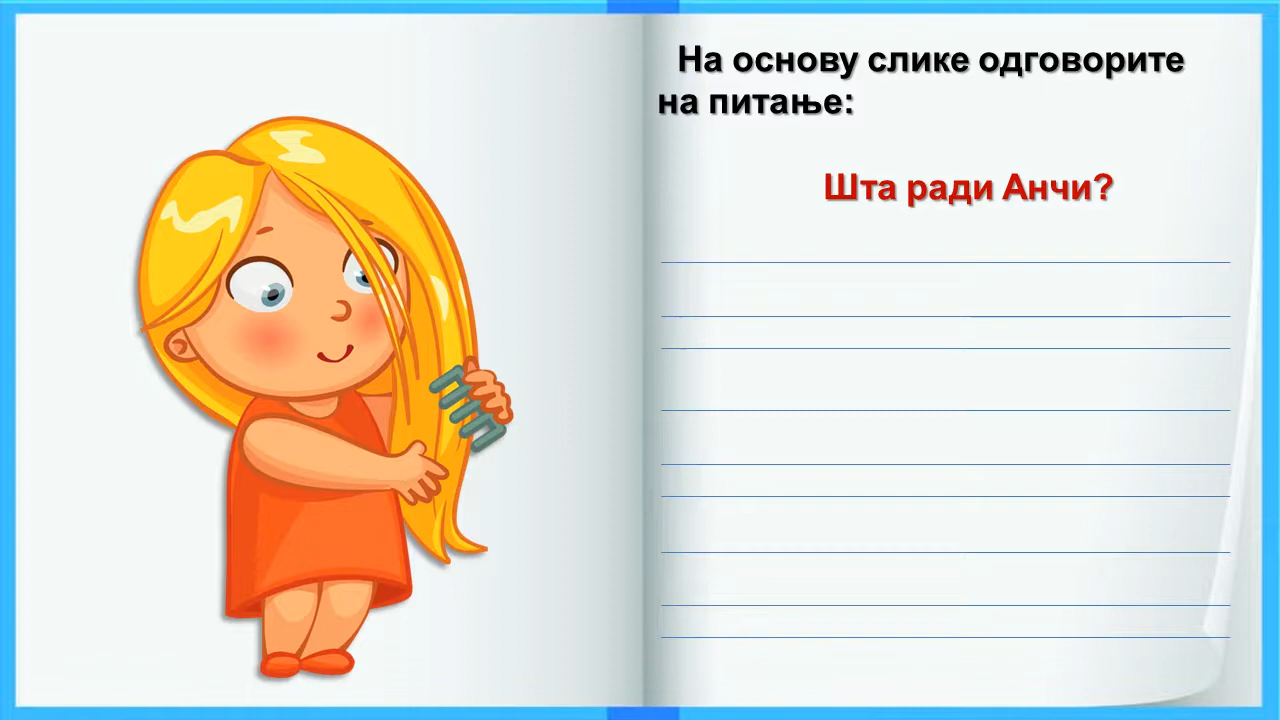 На основу слике одговорите
на питање:
Шта ради Анчи?